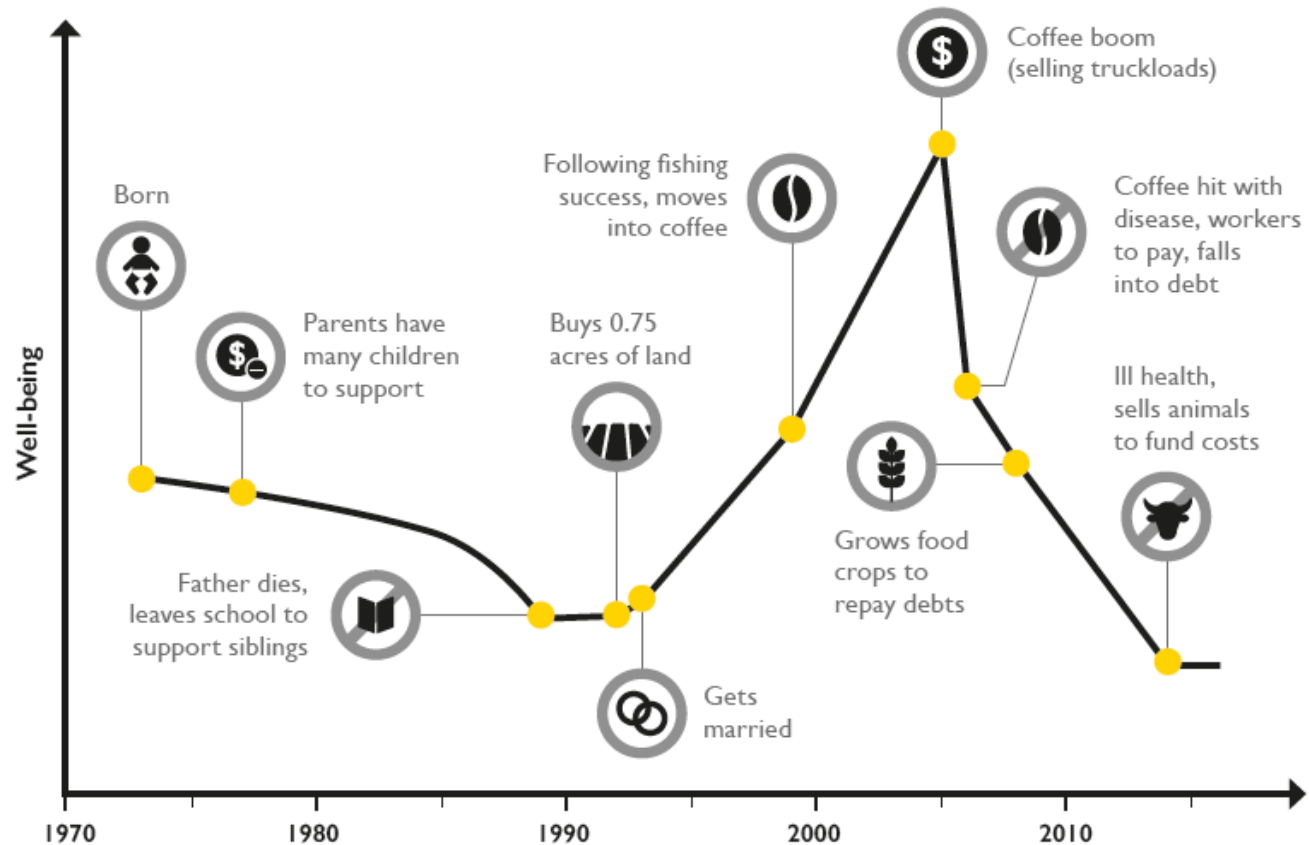 Coffee boom
(selling truckloads)
Following fishing
success, moves
into coffee
Coffee hit with
disease, workers
to pay, falls
into debt
Born
Parents have
many children
to support
Buys 0.75
acres of land
Ill health,
sells animals
to fund costs
Well-being
Grows food
crops to
repay debts
Father dies,
leaves school to
support siblings
Gets
married
1970
1980
1990
2000
2010